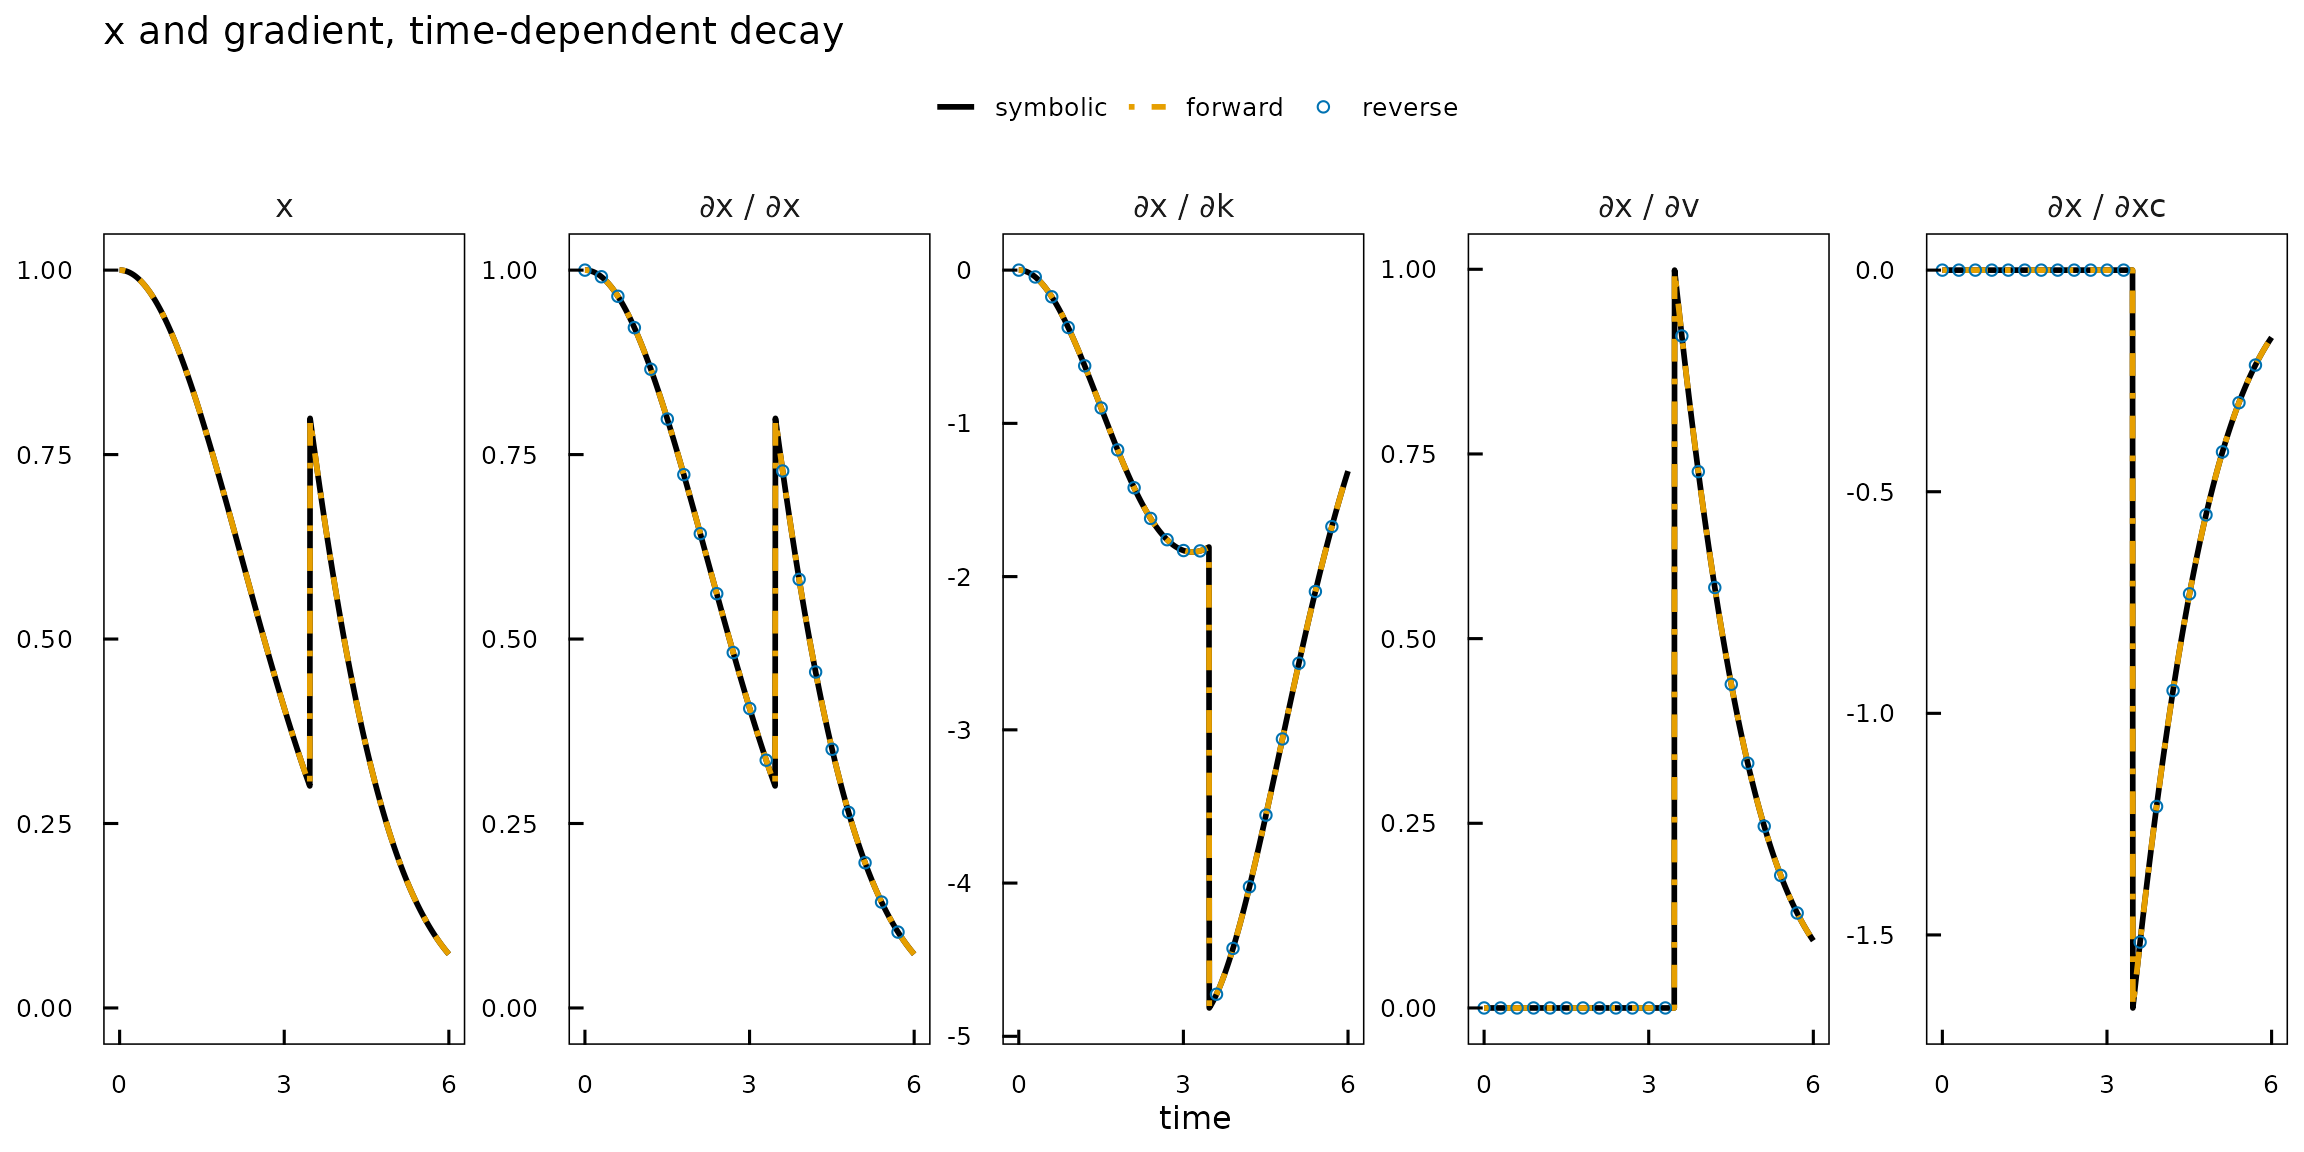 x and gradient, time-dependent decay
symbolic forward reverse
x
∂x / ∂x
∂x / ∂k
∂x / ∂v
∂x / ∂xc
1.00
0.75
0.50
0.25
0.00
0 3 6
1.00
0.75
0.50
0.25
0.00
0 3 6
0
-1
-2
-3
-4
-5
0 3 6
1.00
0.75
0.50
0.25
0.00
0 3 6
0.0
-0.5
-1.0
-1.5
0 3 6
time